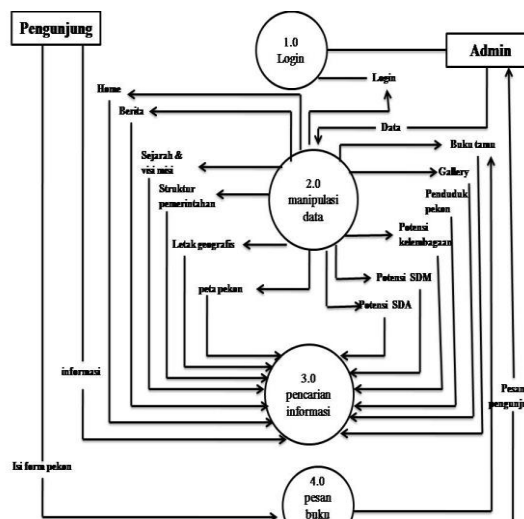 Pengunjung
1.0
Login
Admin
Home
Login
Berita
Data
Buku tamu
Sejarah &
visi misi
Gallery
Struktur
pemerintahan
2.0
manipulasi
data
Penduduk
pekon
Potensi
kelembagaan
Letak geografis
Potensi SDM
peta pekon
Potensi SDA
informasi
3.0
pencarian
informasi
Pesan
pengunju
Isi form pekon
4.0
pesan
buku